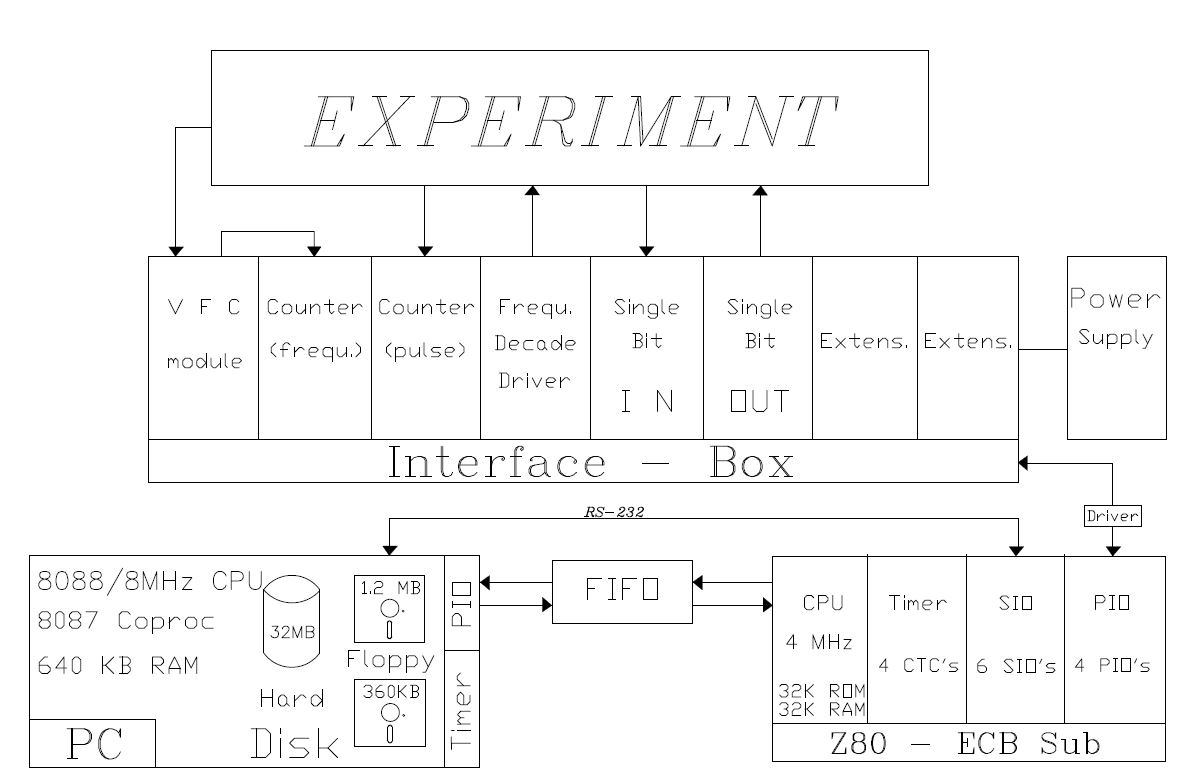 EXPERIMENT
V F C
module
Counter
(frequ.)
Counter
(pulse)
Frequ.
Decade
Driver
Single
Bit
I N
Single
Bit
OUT
Extens.
Extens.
Power
Supply
Interface - Box
Driver
RS-232
8088/8MHz CPU
8087 Coproc
640 KB RAM
32MB
Hard
Disk
1.2 MB
Floppy
360KB
PC
PIO
Timer
FIFO
CPU
4 MHz
32K ROM
32K RAM
Timer
4 CTC's
SIO
6 SIO's
PIO
4 PIO's
Z80 - ECB Sub